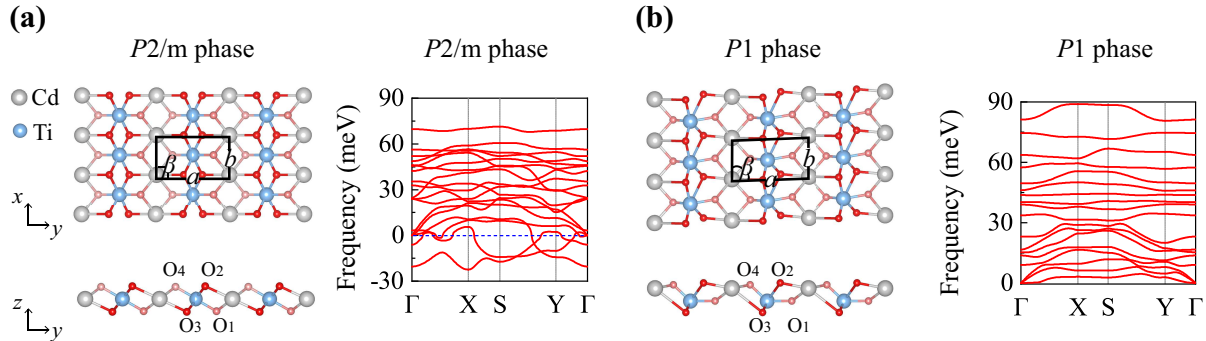 (a)
P2/m phase
P2/m phase
Cd
Ti
β
a
b
x
y
z
y
O4 O2
O3 O1
Frequency (meV)
90
60
30
0
-30
Γ X S Y Γ
(b)
P1 phase
P1 phase
β
a
b
x
y
z
y
O4 O2
O3 O1
Frequency (meV)
90
60
30
0
Γ X S Y Γ